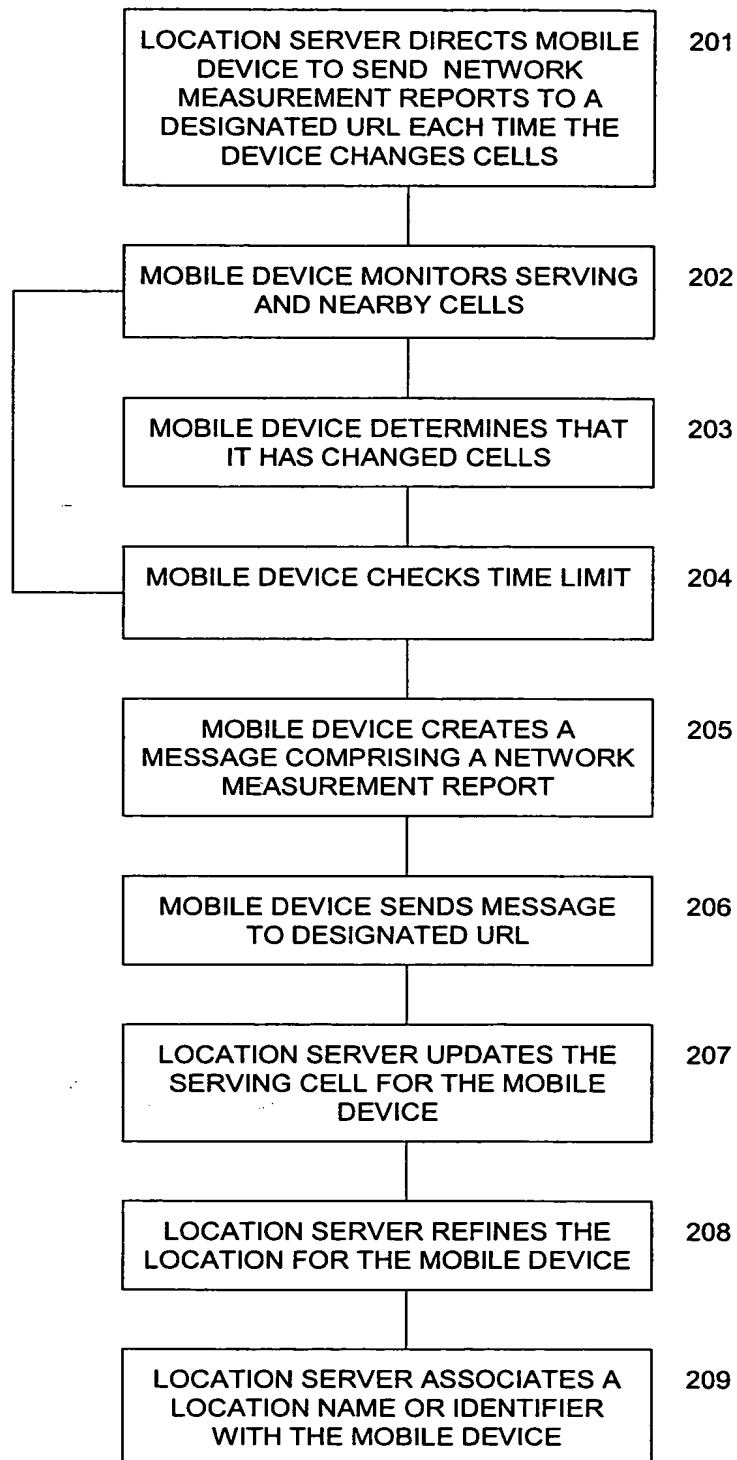 LOCATION SERVER DIRECTS MOBILE 201
DEVICE TO SEND NETWORK
MEASUREMENT REPORTS TO A
DESIGNATED URL EACH TIME THE
DEVICE CHANGES CELLS
MOBILE DEVICE MONITORS SERVING 202
AND NEARBY CELLS
MOBILE DEVICE DETERMINES THAT 203
IT HAS CHANGED CELLS
MOBILE DEVICE CHECKS TIME LIMIT 204
MOBILE DEVICE CREATES A 205
MESSAGE COMPRISING A NETWORK
MEASUREMENT REPORT
MOBILE DEVICE SENDS MESSAGE 206
TO DESIGNATED URL
LOCATION SERVER UPDATES THE 207
SERVING CELL FOR THE MOBILE
DEVICE
LOCATION SERVER REFINES THE 208
LOCATION FOR THE MOBILE DEVICE
LOCATION SERVER ASSOCIATES A 209
LOCATION NAME OR IDENTIFIER
WITH THE MOBILE DEVICE